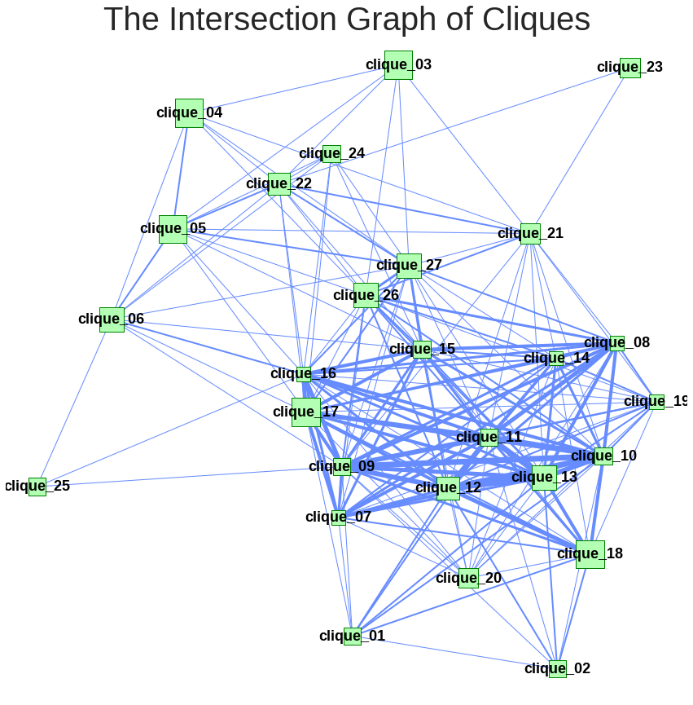 The Intersection Graph of Cliques
clique_03
clique_23
clique_04
clique_24
clique_22
clique_05
clique_21
clique_27
clique_26
clique_06
clique_08
clique_15
clique_14
clique_16
clique_19
clique_17
clique_11
clique_10
clique_09
clique_13
clique_25
clique_12
clique_07
clique_18
clique_20
clique_01
clique_02